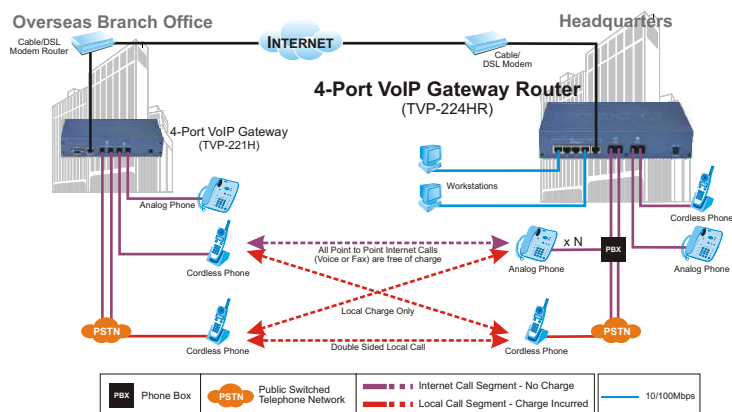 Overseas Branch Office
Headquarters
Cable/DSL
Modem Router
INTERNET
Cable/
DSL Modem
4-Port VoIP Gateway Router
(TVP-224HR)
4-Port VoIP Gateway
(TVP-221H)
Workstations
Analog Phone
Cordless Phone
All Point to Point Internet Calls
(Voice or Fax) are free of charge
x N
PBX
Cordless Phone
Analog Phone
Analog Phone
Local Charge Only
PSTN
Cordless Phone
Double Sided Local Call
Cordless Phone
PSTN
PBX
Phone Box
PSTN
Public Switched
Telephone Network
Internet Call Segment - No Charge
Local Call Segment - Charge Incurred
10/100Mbps